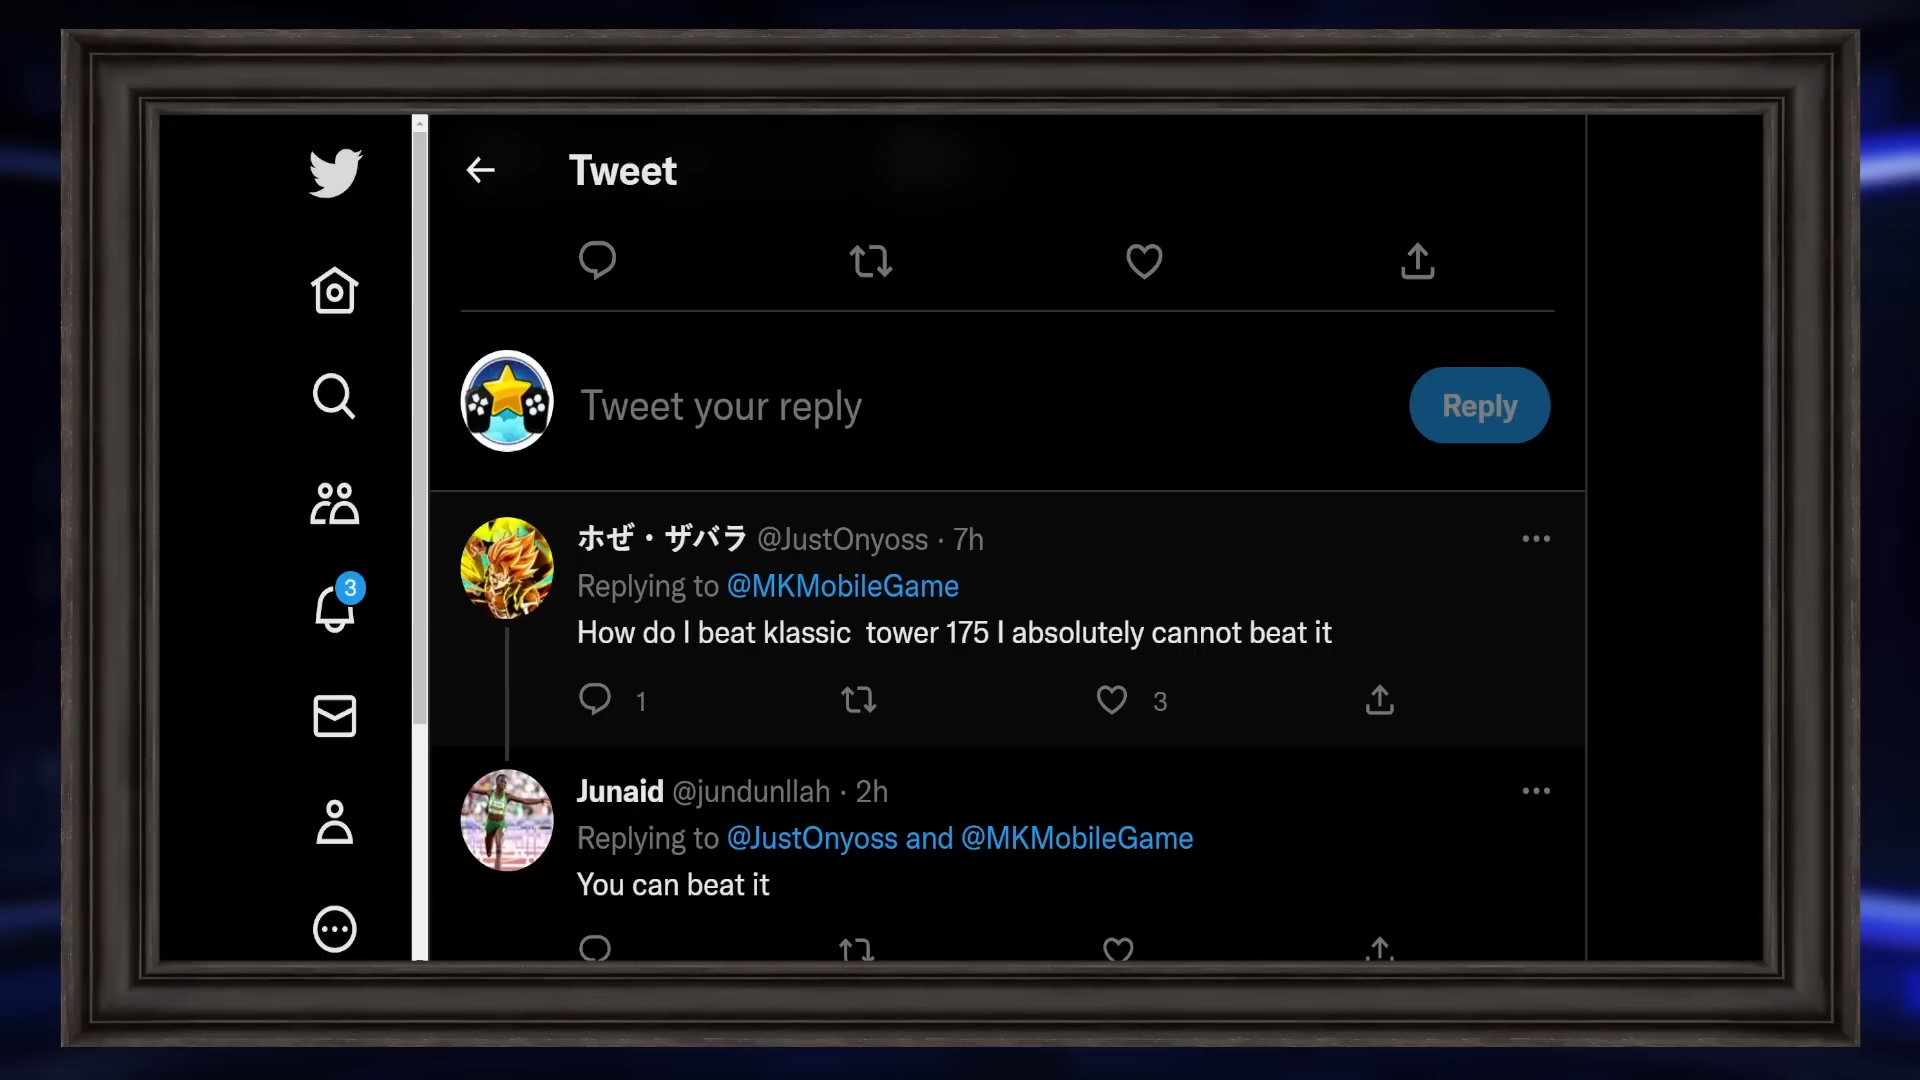 Tweet
Tweet your reply
Reply
ホゼ・ザバラ @JustOnyoss · 7h
Replying to @MKMobileGame
How do I beat klassic  tower 175 I absolutely cannot beat it
1
3
3
Junaid @jundunllah · 2h
Replying to @JustOnyoss and @MKMobileGame
You can beat it